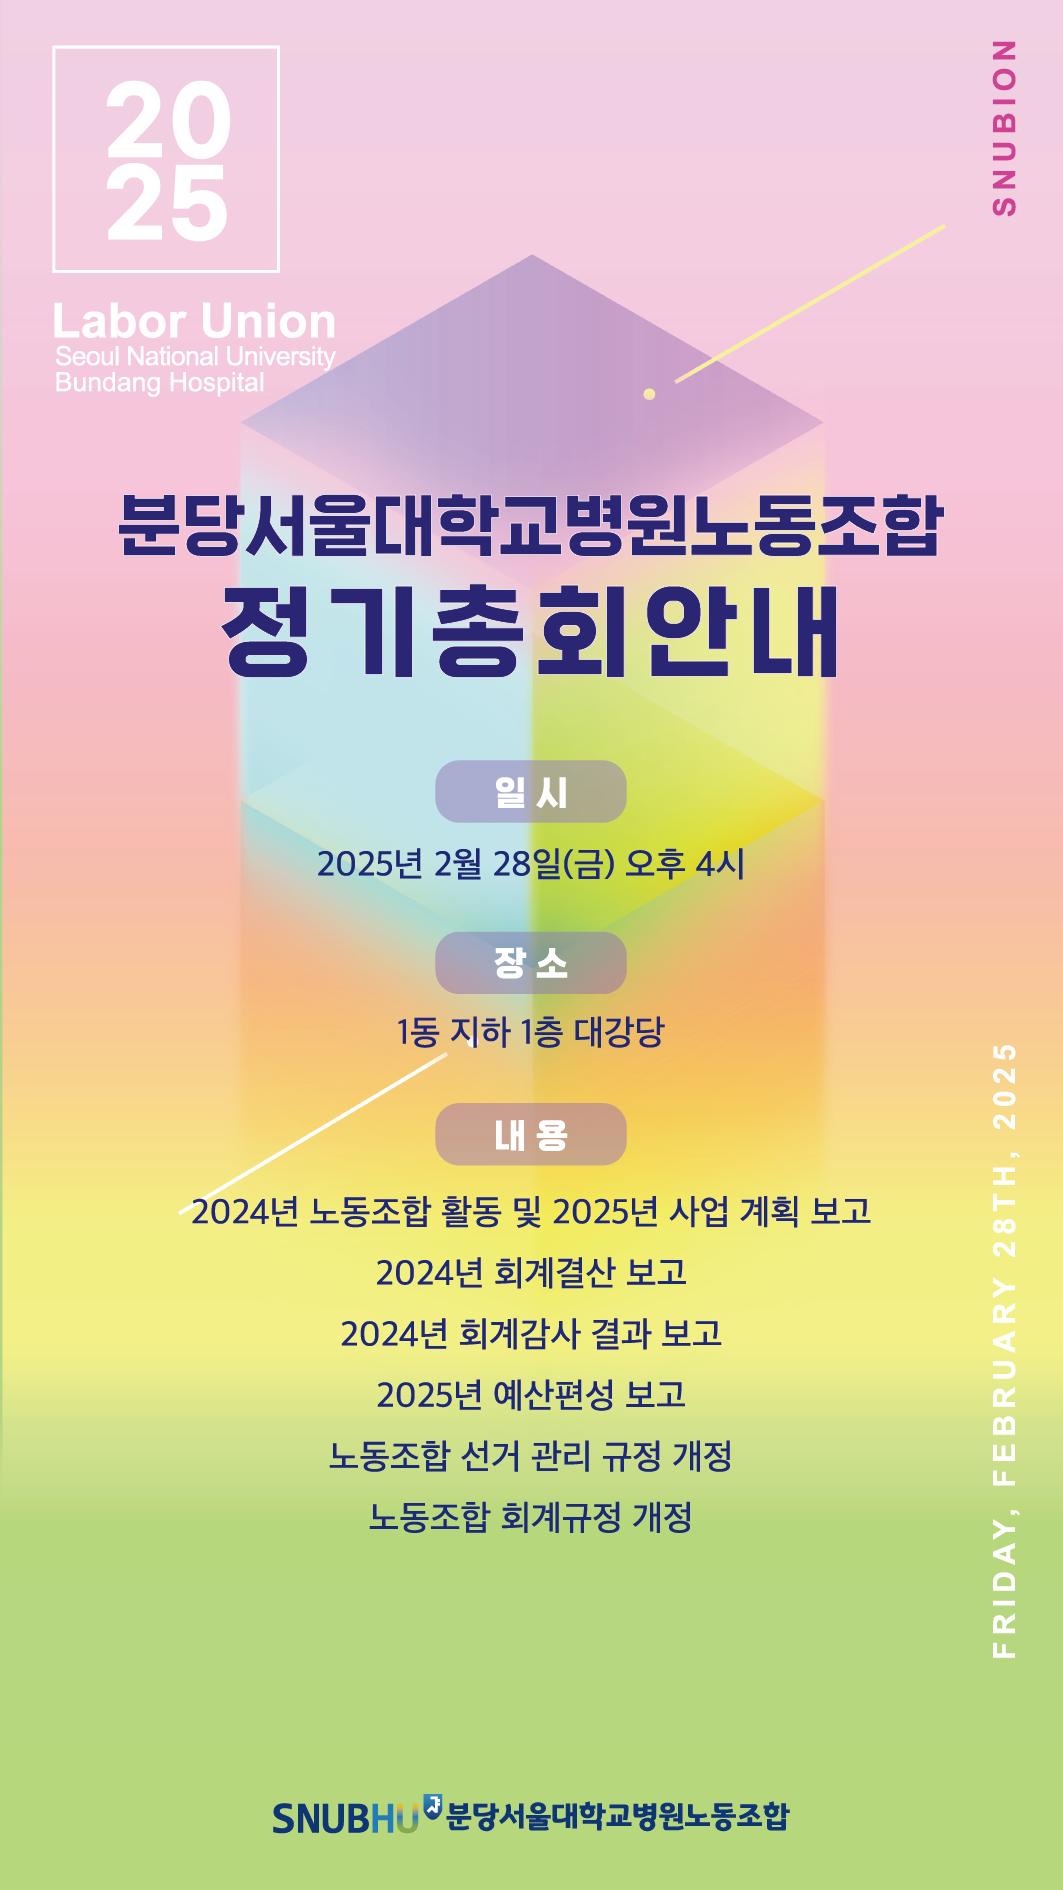 20
25
Labor Union
Seoul National University
Bundang Hospital
SNUBION
분당서울대학교병원노동조합
정기총회안내
일시
2025년 2월 28일(금) 오후 4시
장소
1동 지하 1층 대강당
내용
2024년 노동조합 활동 및 2025년 사업 계획 보고
2024년 회계결산 보고
2024년 회계감사 결과 보고
2025년 예산편성 보고
노동조합 선거 관리 규정 개정
노동조합 회계규정 개정
FRIDAY, FEBRUARY 28TH, 2025
SNUBHU 분당서울대학교병원노동조합